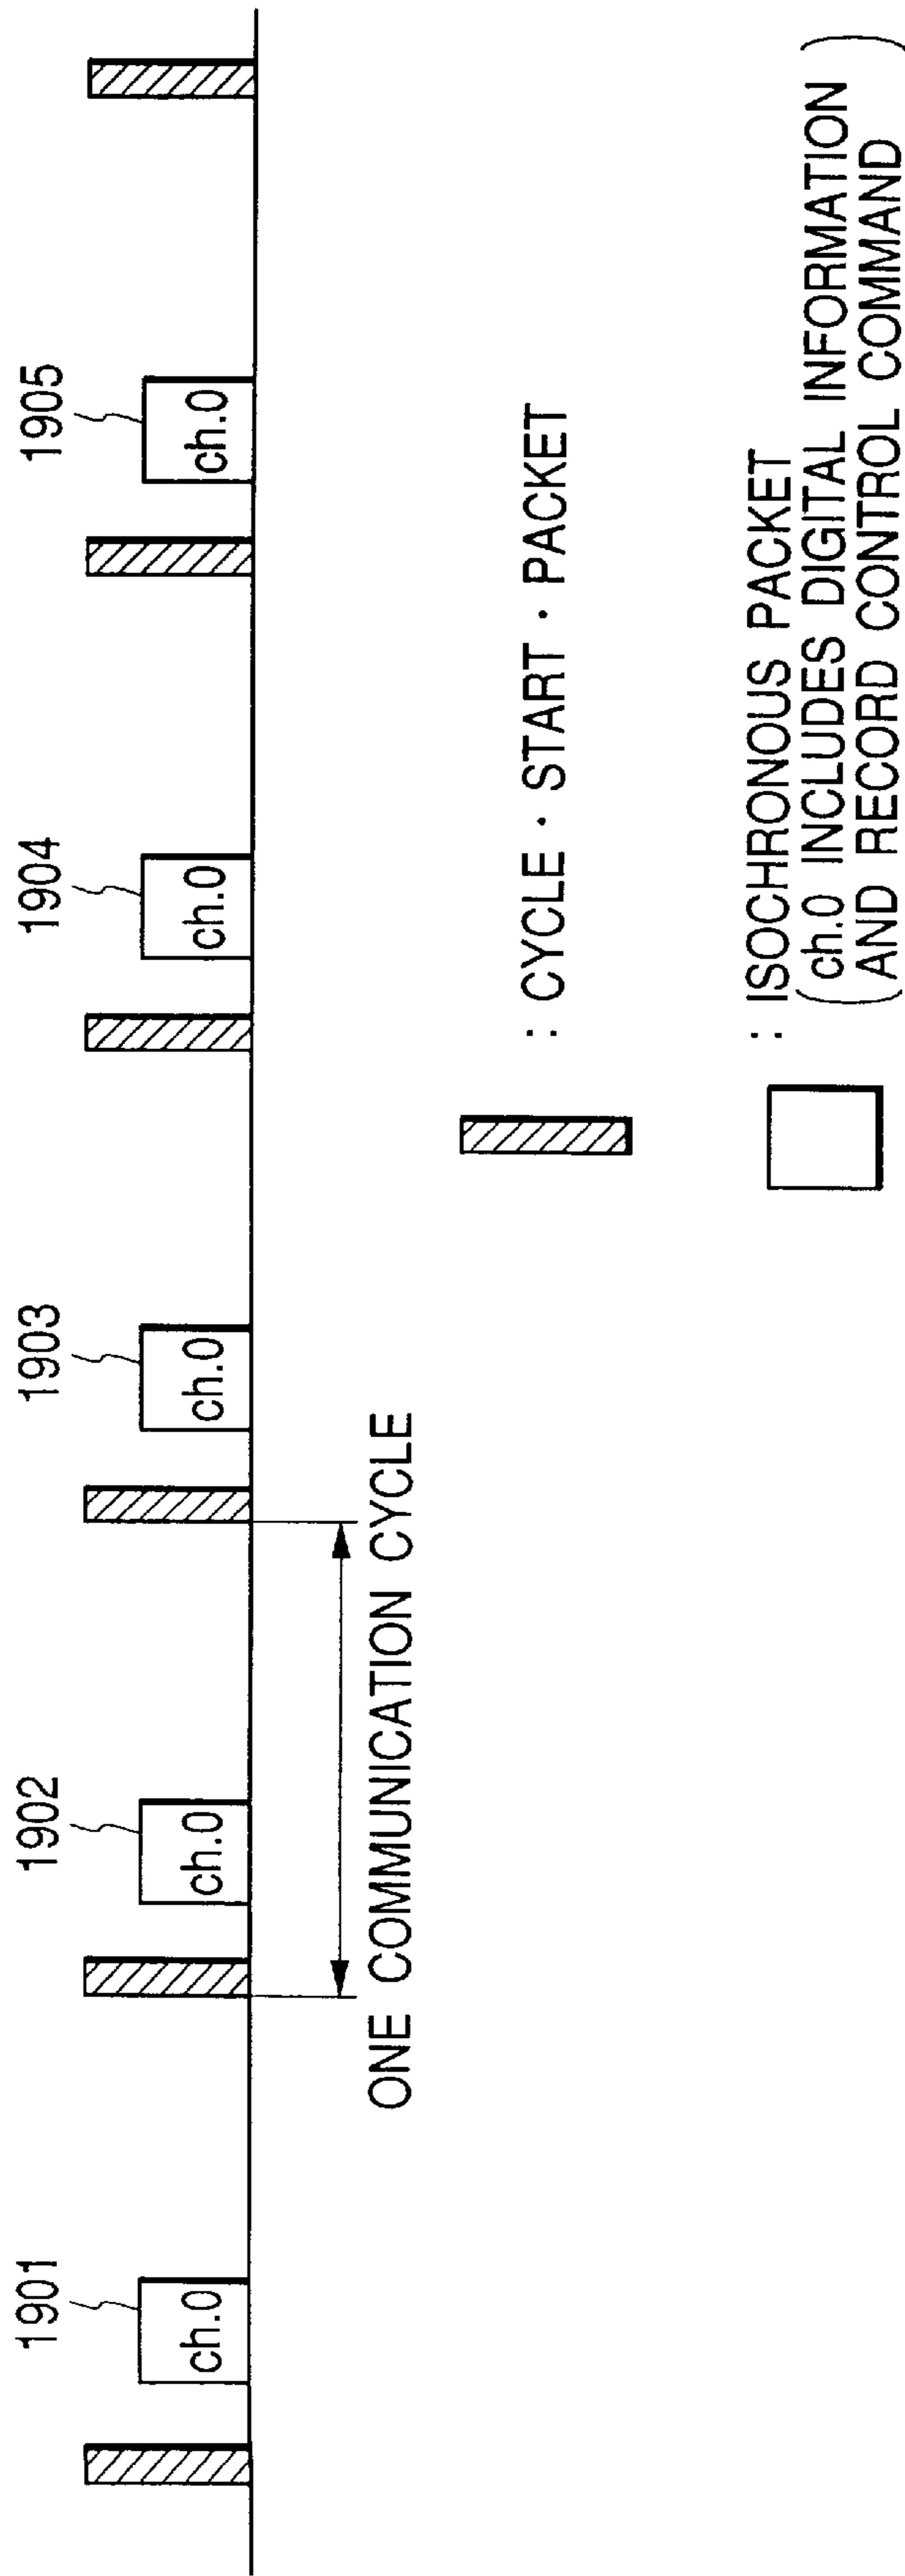 1901
1902
1903
1904
1905
ch.0
ch.0
ch.0
ch.0
ch.0
ONE COMMUNICATION CYCLE
: CYCLE · START · PACKET
: ISOCHRONOUS PACKET
(ch.0 INCLUDES DIGITAL INFORMATION
AND RECORD CONTROL COMMAND)